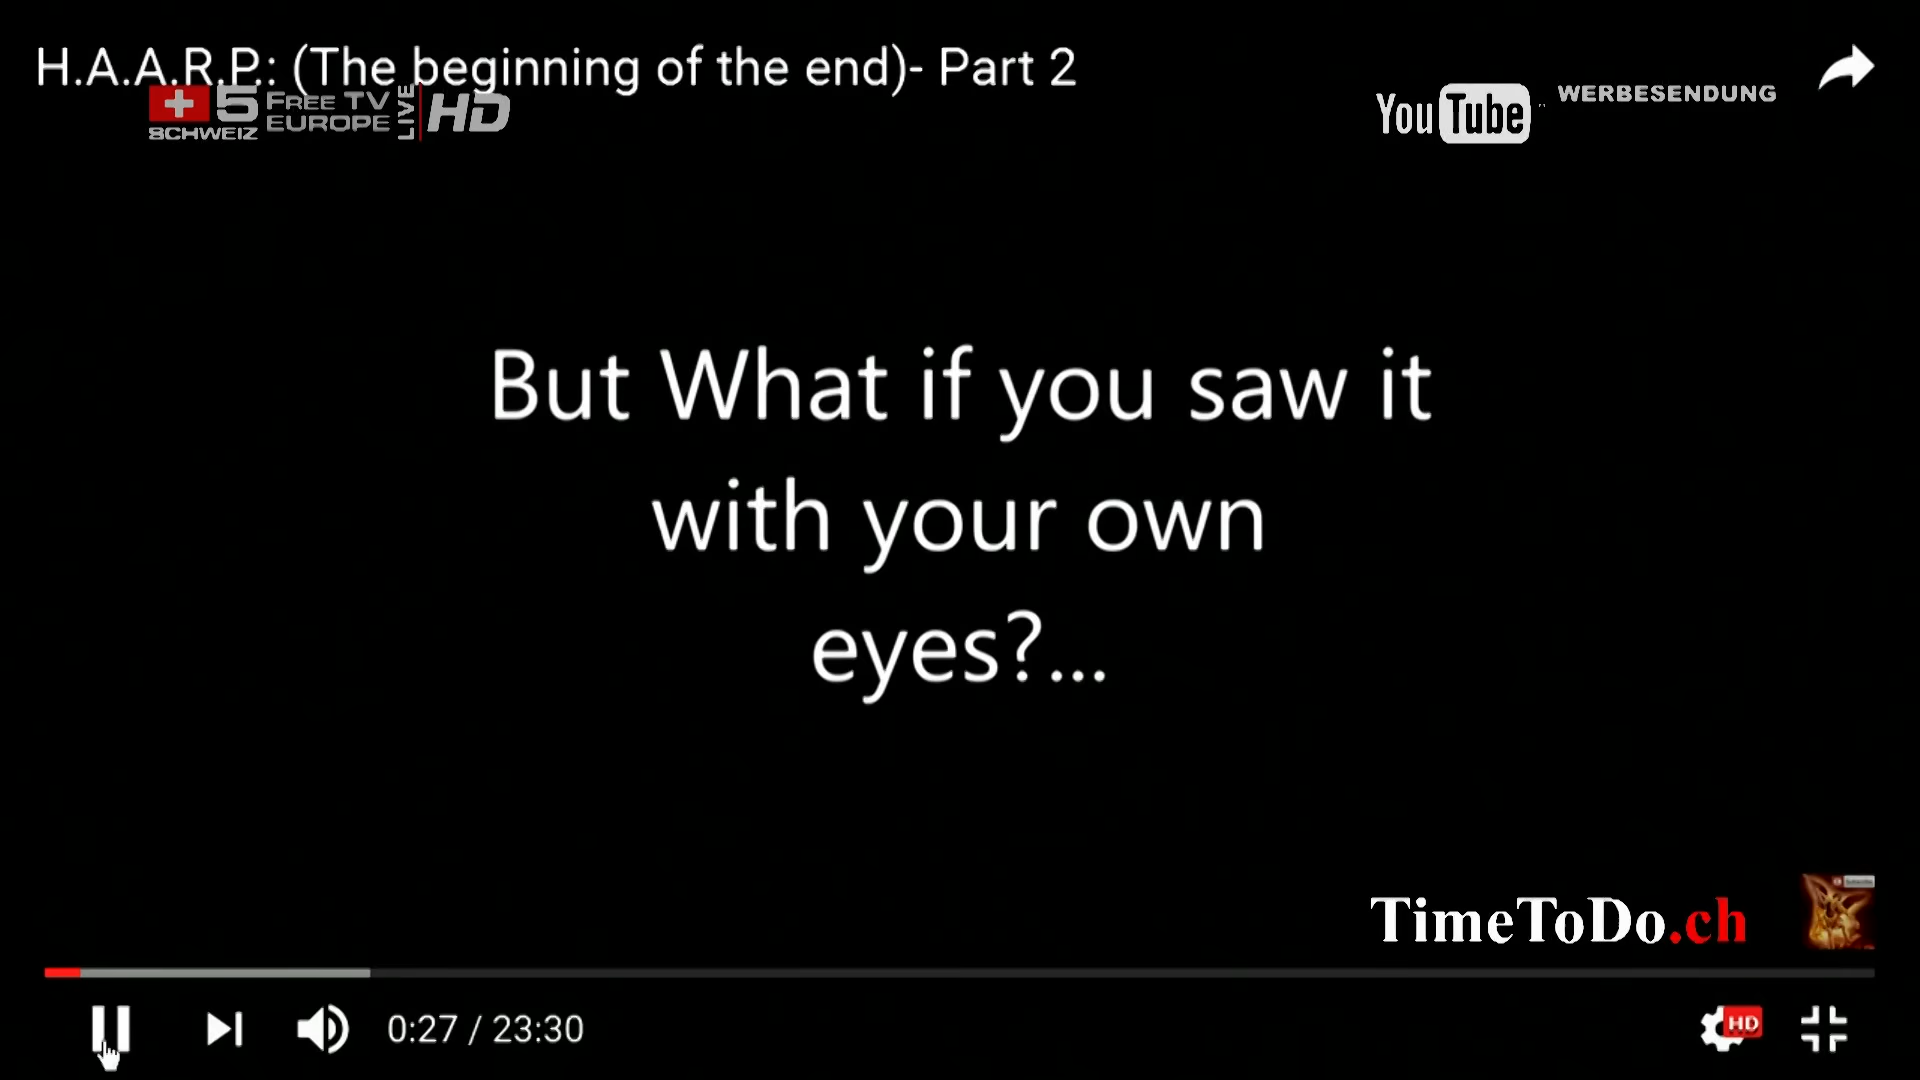 H.A.A.R.P.: (The beginning of the end)- Part 2
5 FREE TV
SCHWEIZ EUROPE LIVE HD
YouTube
WERBESENDUNG
But What if you saw it
with your own
eyes?...
TimeToDo.ch
0:27 / 23:30
HD